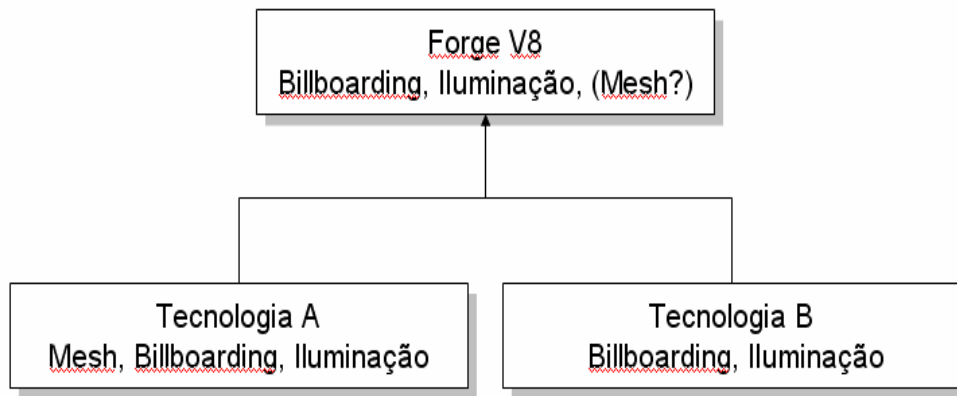 Forge V8
Billboarding, Iluminação, (Mesh?)
Tecnologia A
Mesh, Billboarding, Iluminação
Tecnologia B
Billboarding, Iluminação